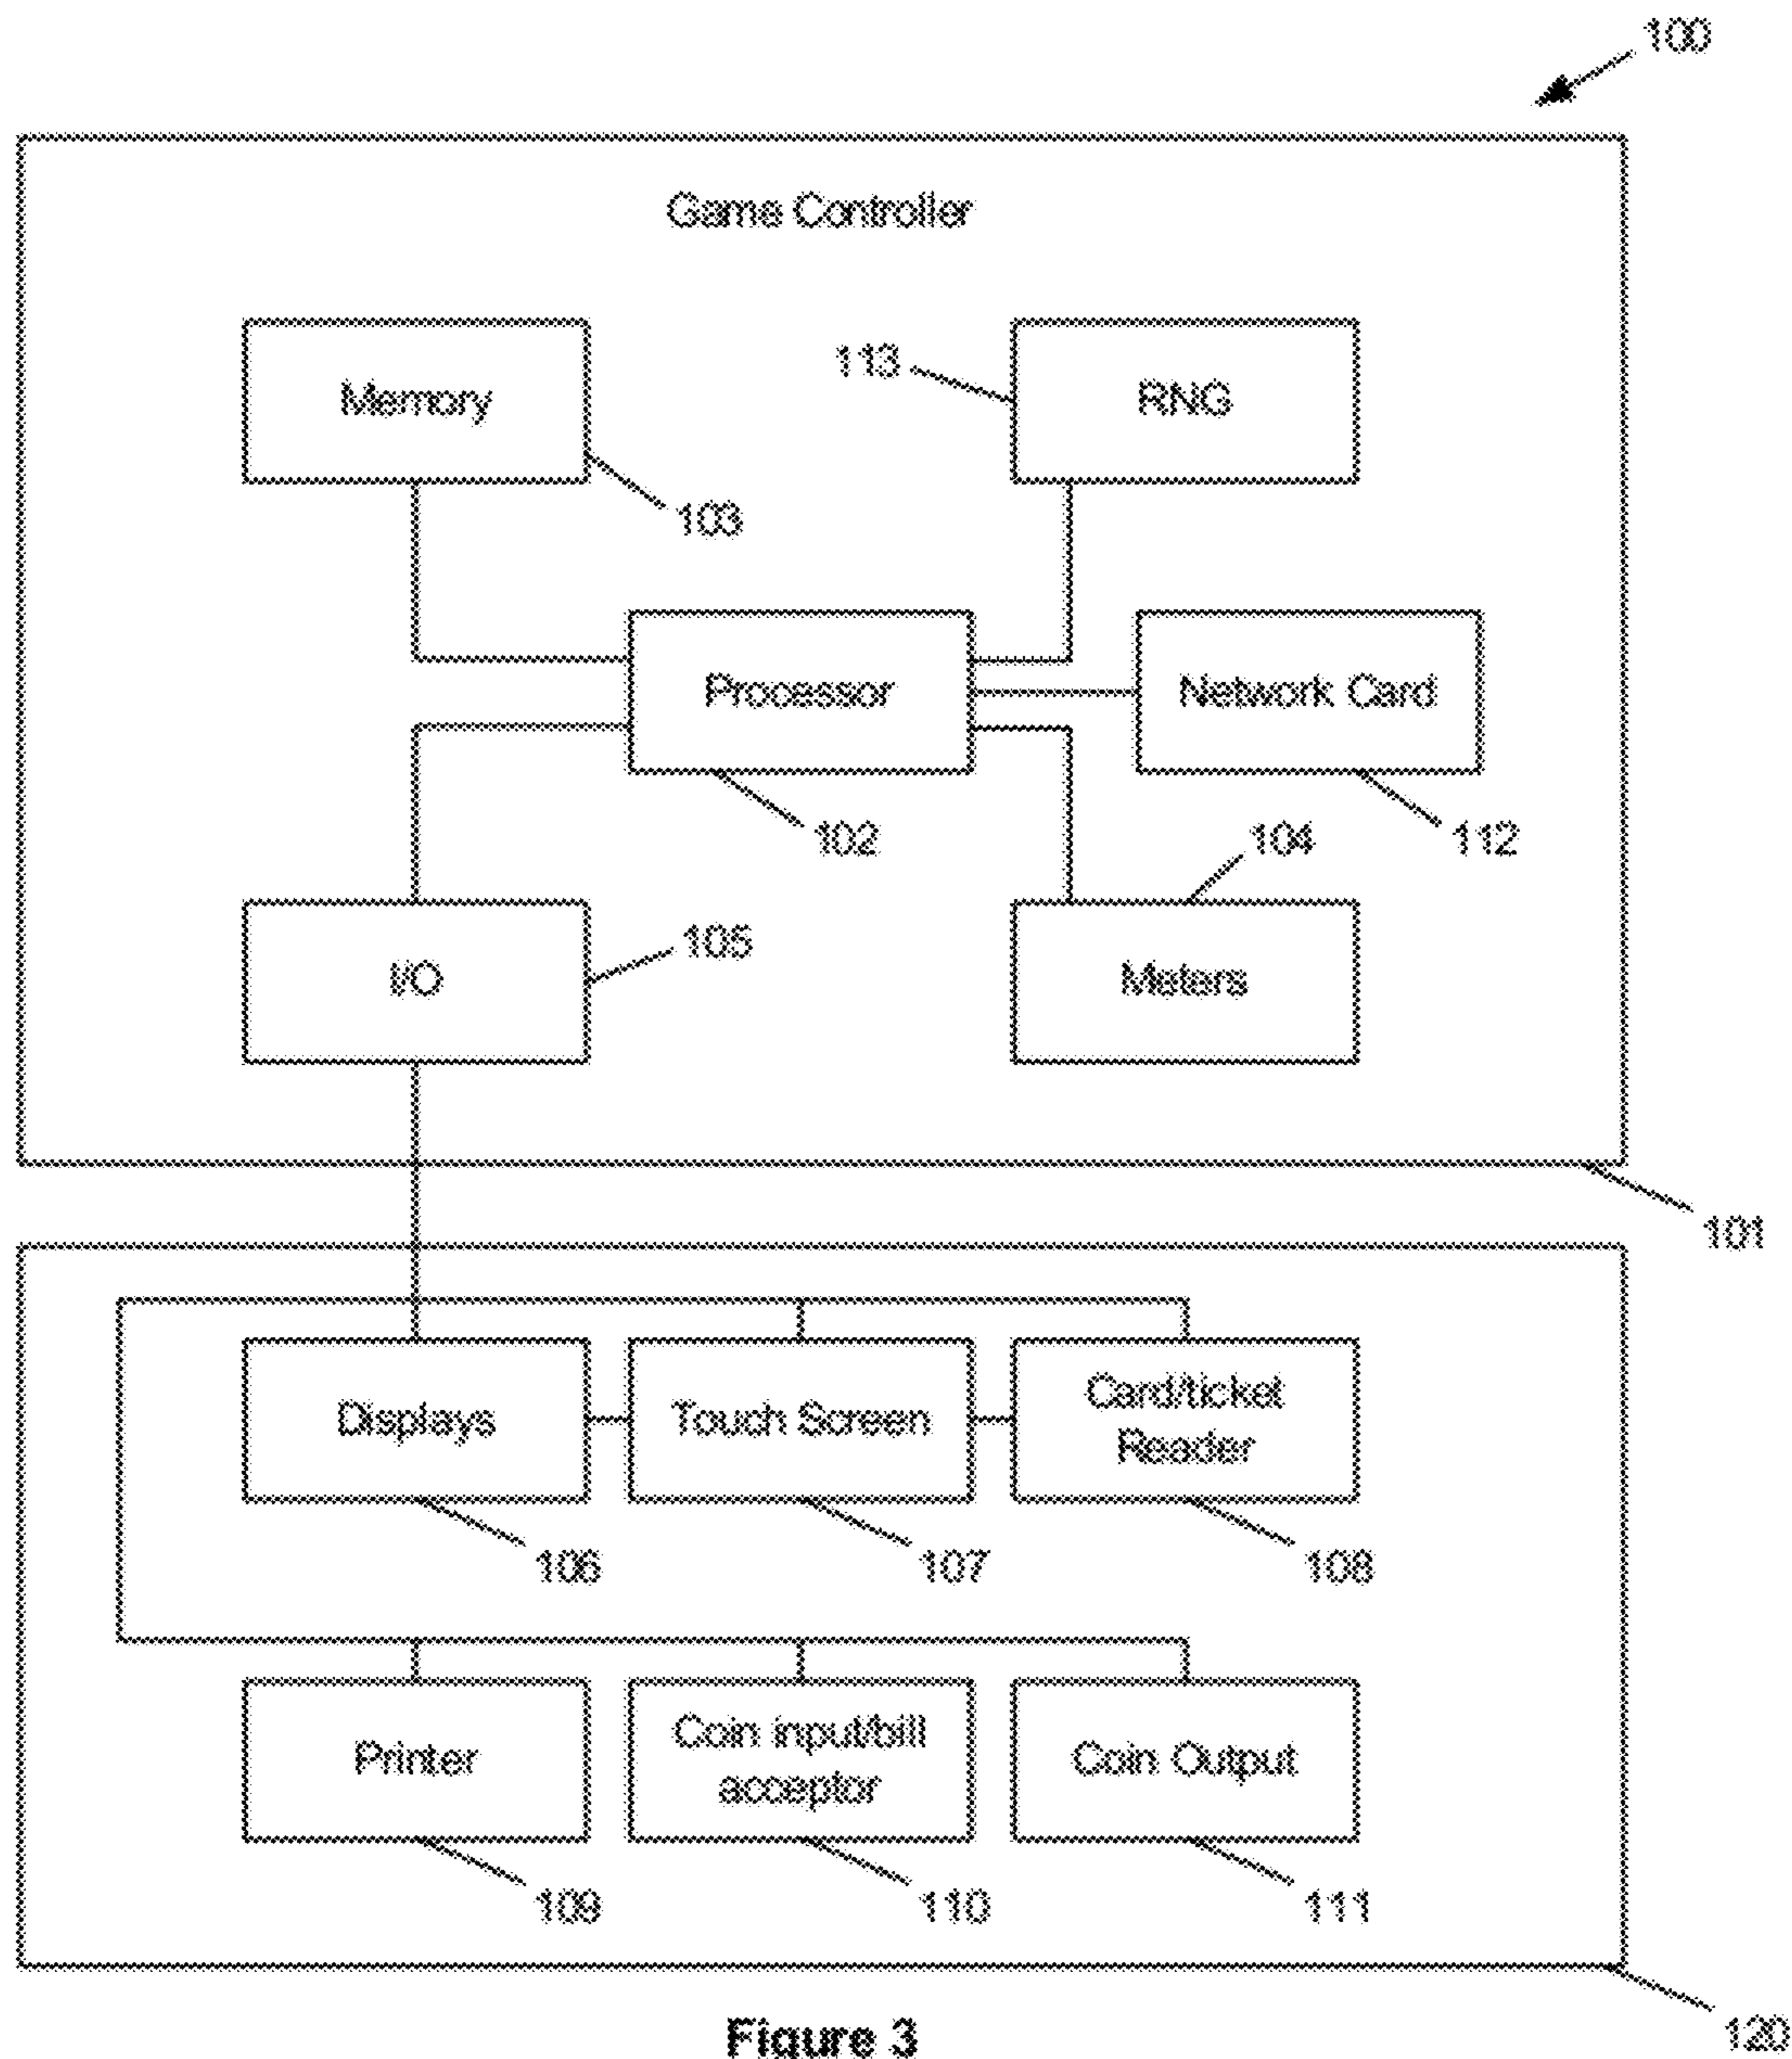 100
Game Controller
Memory
113
RNG
103
Processor
Network Card
102
104
112
I/O
105
Meters
101
Displays
Touch Screen
Card/ticket
Reader
106
107
108
Printer
Coin input/bill
acceptor
Coin Output
109
110
111
120
Figure 3